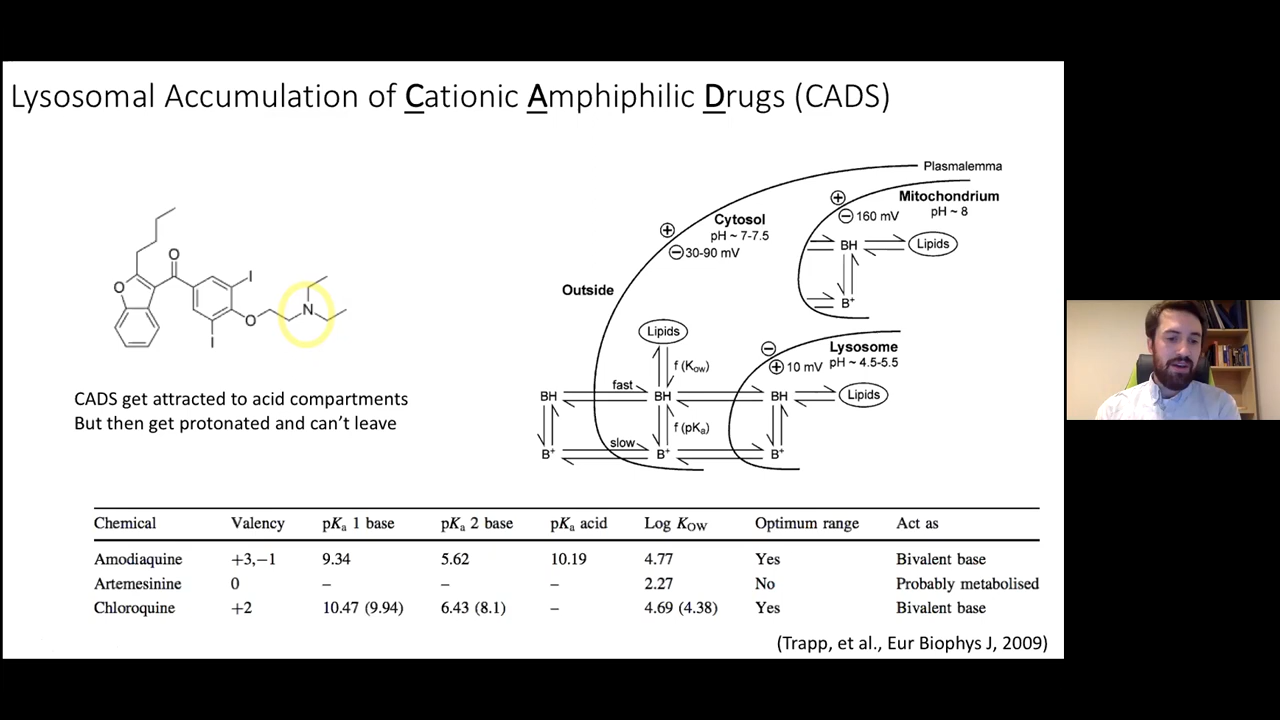 Lysosomal Accumulation of Cationic Amphiphilic Drugs (CADS)
O
O
I
I
O
N
CADS get attracted to acid compartments
But then get protonated and can't leave
Plasmalemma
Mitochondrium
pH ~ 8
+
− 160 mV
BH
Lipids
B⁺
Cytosol
pH ~ 7-7.5
+
− 30-90 mV
Outside
Lipids
f (Kow)
fast
BH
BH
f (pKa)
slow
B⁺
B⁺
Lysosome
pH ~ 4.5-5.5
−
+ 10 mV
BH
Lipids
B⁺
Chemical Valency pKa 1 base pKa 2 base pKa acid Log KOW Optimum range Act as
Amodiaquine +3,−1 9.34 5.62 10.19 4.77 Yes Bivalent base
Artemesinine 0 – – – 2.27 No Probably metabolised
Chloroquine +2 10.47 (9.94) 6.43 (8.1) – 4.69 (4.38) Yes Bivalent base
(Trapp, et al., Eur Biophys J, 2009)